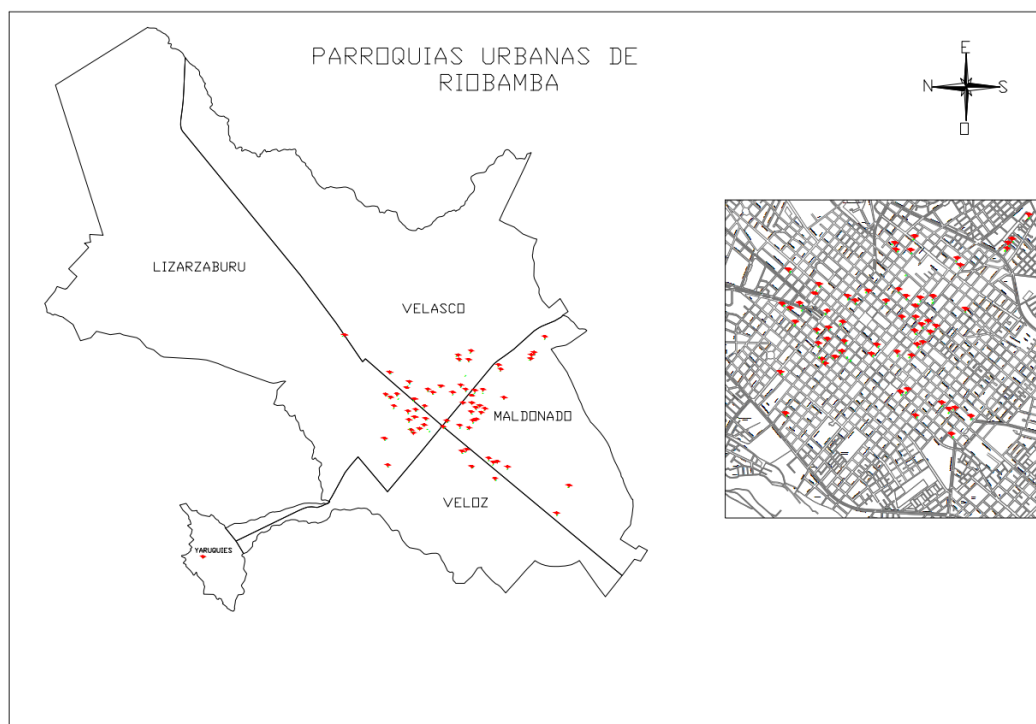 PARROQUIAS URBANAS DE
RIOBAMBA
E
N
S
O
LIZARZABURU
VELASCO
MALDONADO
VELOZ
YARUQUIES